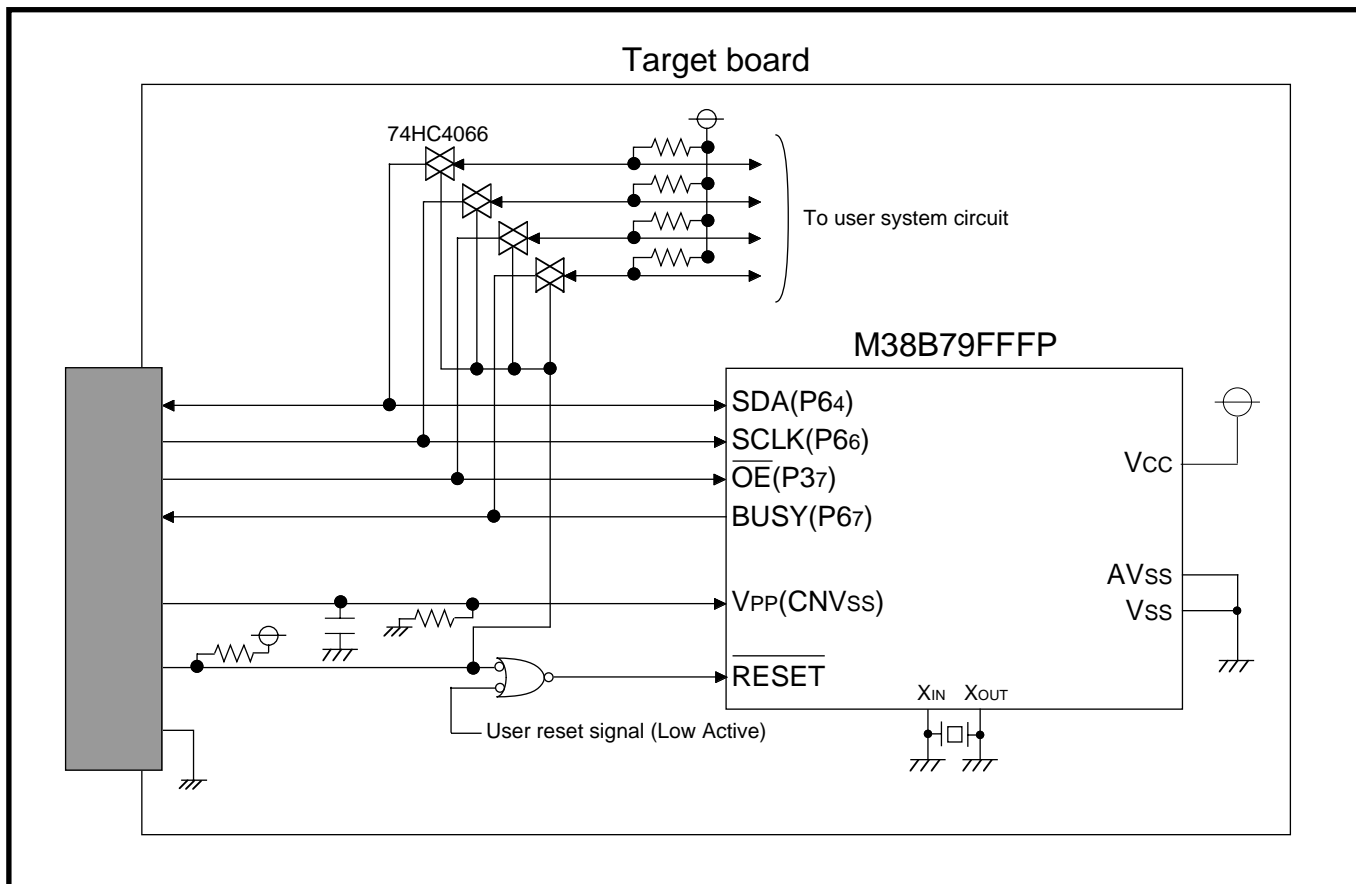 Target board
74HC4066
To user system circuit
M38B79FFFP
SDA(P64)
SCLK(P66)
OE(P37)
BUSY(P67)
VPP(CNVSS)
RESET
VCC
AVSS
VSS
XIN XOUT
User reset signal (Low Active)